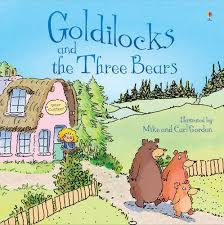 Goldilocks
and
the Three Bears
Illustrated by
Mike and Carl Gordon